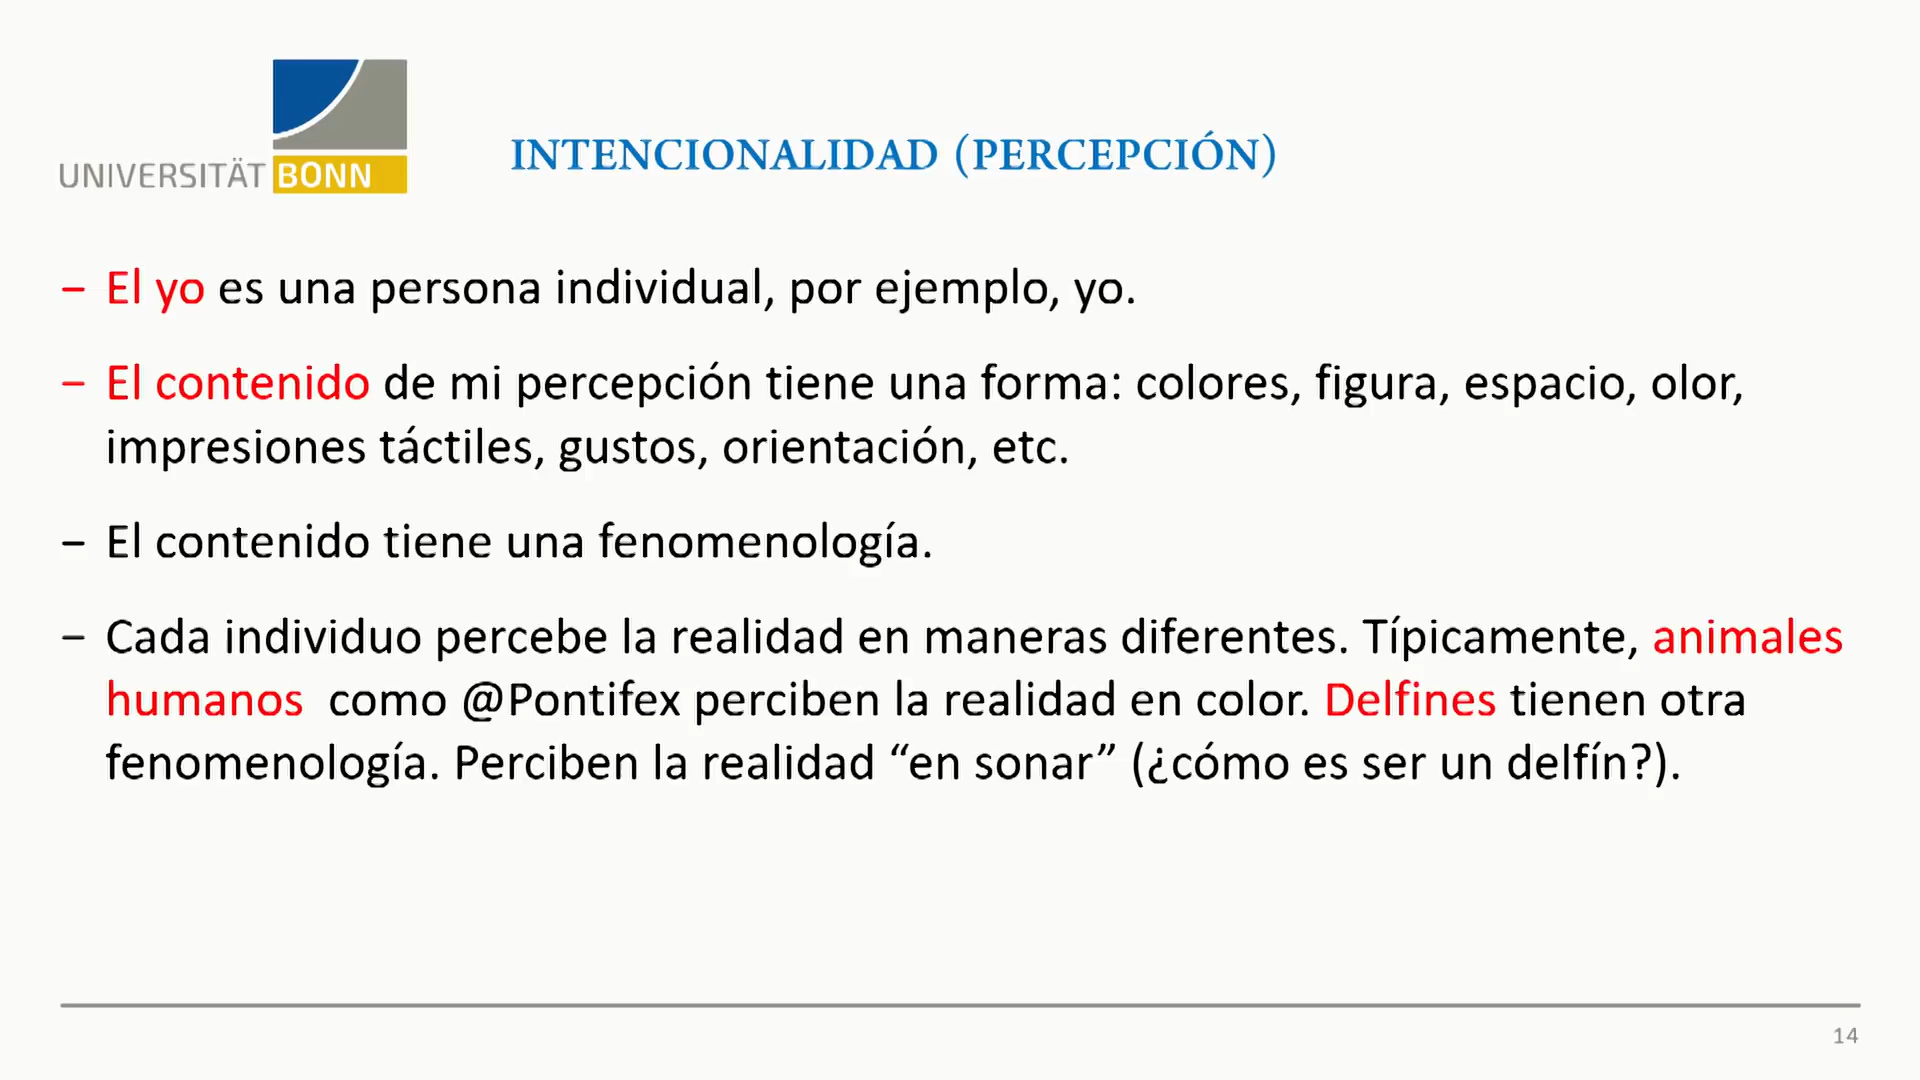 UNIVERSITÄT BONN
INTENCIONALIDAD (PERCEPCIÓN)
– El yo es una persona individual, por ejemplo, yo.
– El contenido de mi percepción tiene una forma: colores, figura, espacio, olor,
impresiones táctiles, gustos, orientación, etc.
– El contenido tiene una fenomenología.
– Cada individuo percebe la realidad en maneras diferentes. Típicamente, animales
humanos como @Pontifex perciben la realidad en color. Delfines tienen otra
fenomenología. Perciben la realidad “en sonar” (¿cómo es ser un delfín?).
14